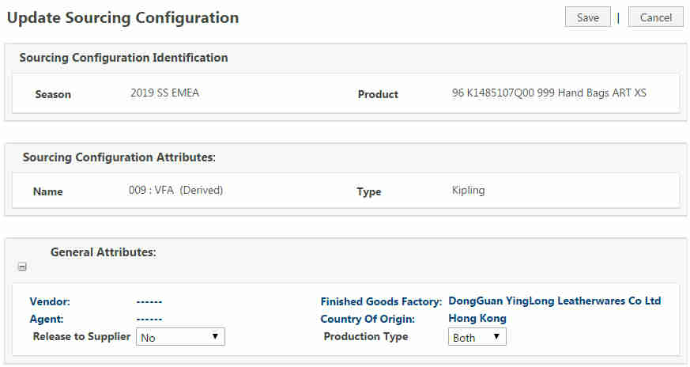 Update Sourcing Configuration Save | Cancel
Sourcing Configuration Identification
Season 2019 SS EMEA Product 96 K1485107Q00 999 Hand Bags ART XS
Sourcing Configuration Attributes:
Name 009 : VFA (Derived) Type Kipling
General Attributes:
Vendor: ------ Finished Goods Factory: DongGuan YingLong Leatherwares Co Ltd
Agent: ------ Country Of Origin: Hong Kong
Release to Supplier No Production Type Both